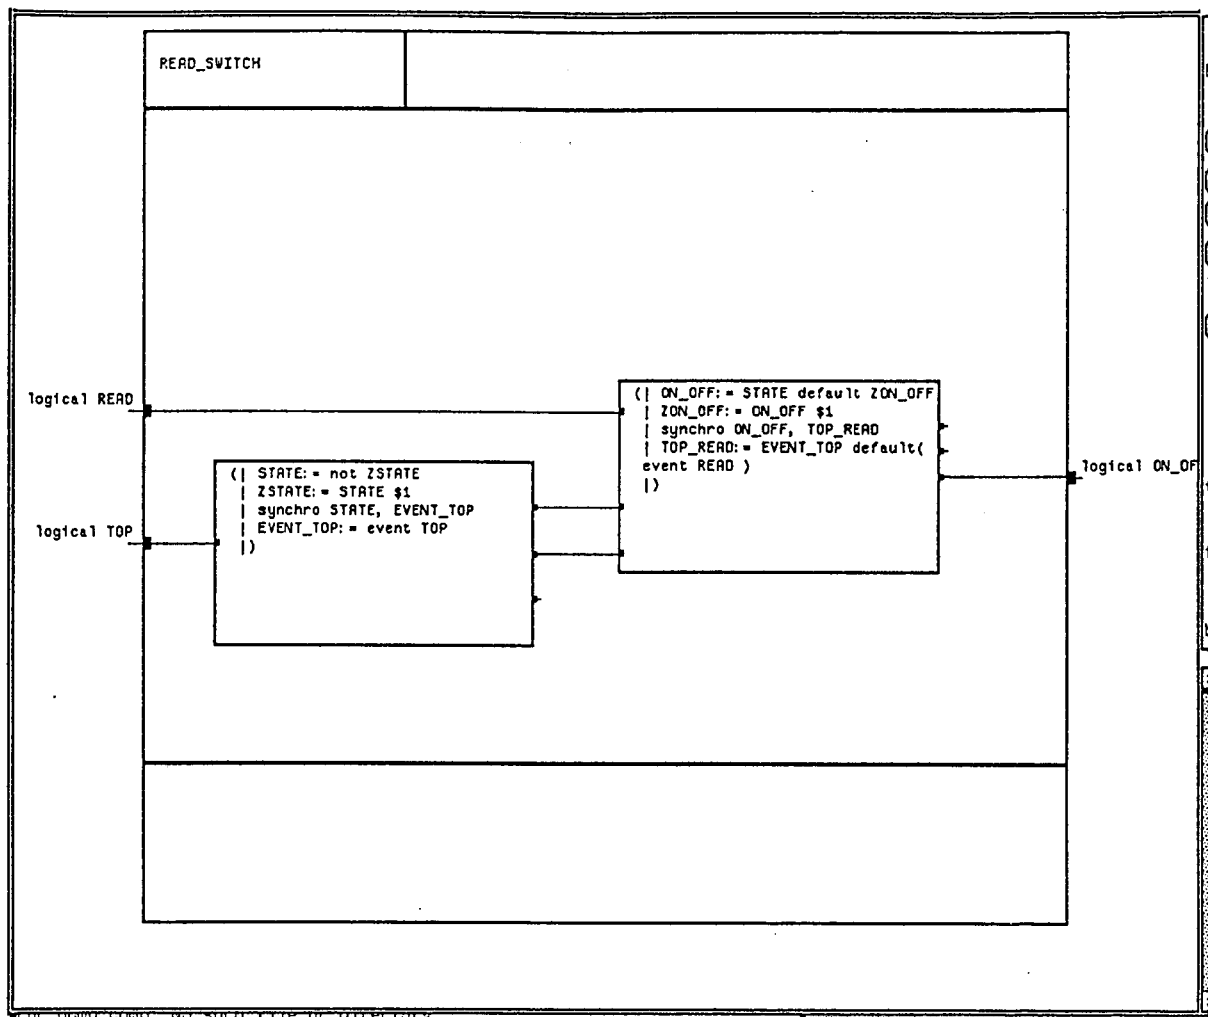 READ_SWITCH
logical READ
(| ON_OFF:= STATE default ZON_OFF
| ZON_OFF:= ON_OFF $1
| synchro ON_OFF, TOP_READ
| TOP_READ:= EVENT_TOP default(
event READ )
|)
logical ON_OF
(| STATE:= not ZSTATE
| ZSTATE:= STATE $1
| synchro STATE, EVENT_TOP
| EVENT_TOP:= event TOP
|)
logical TOP